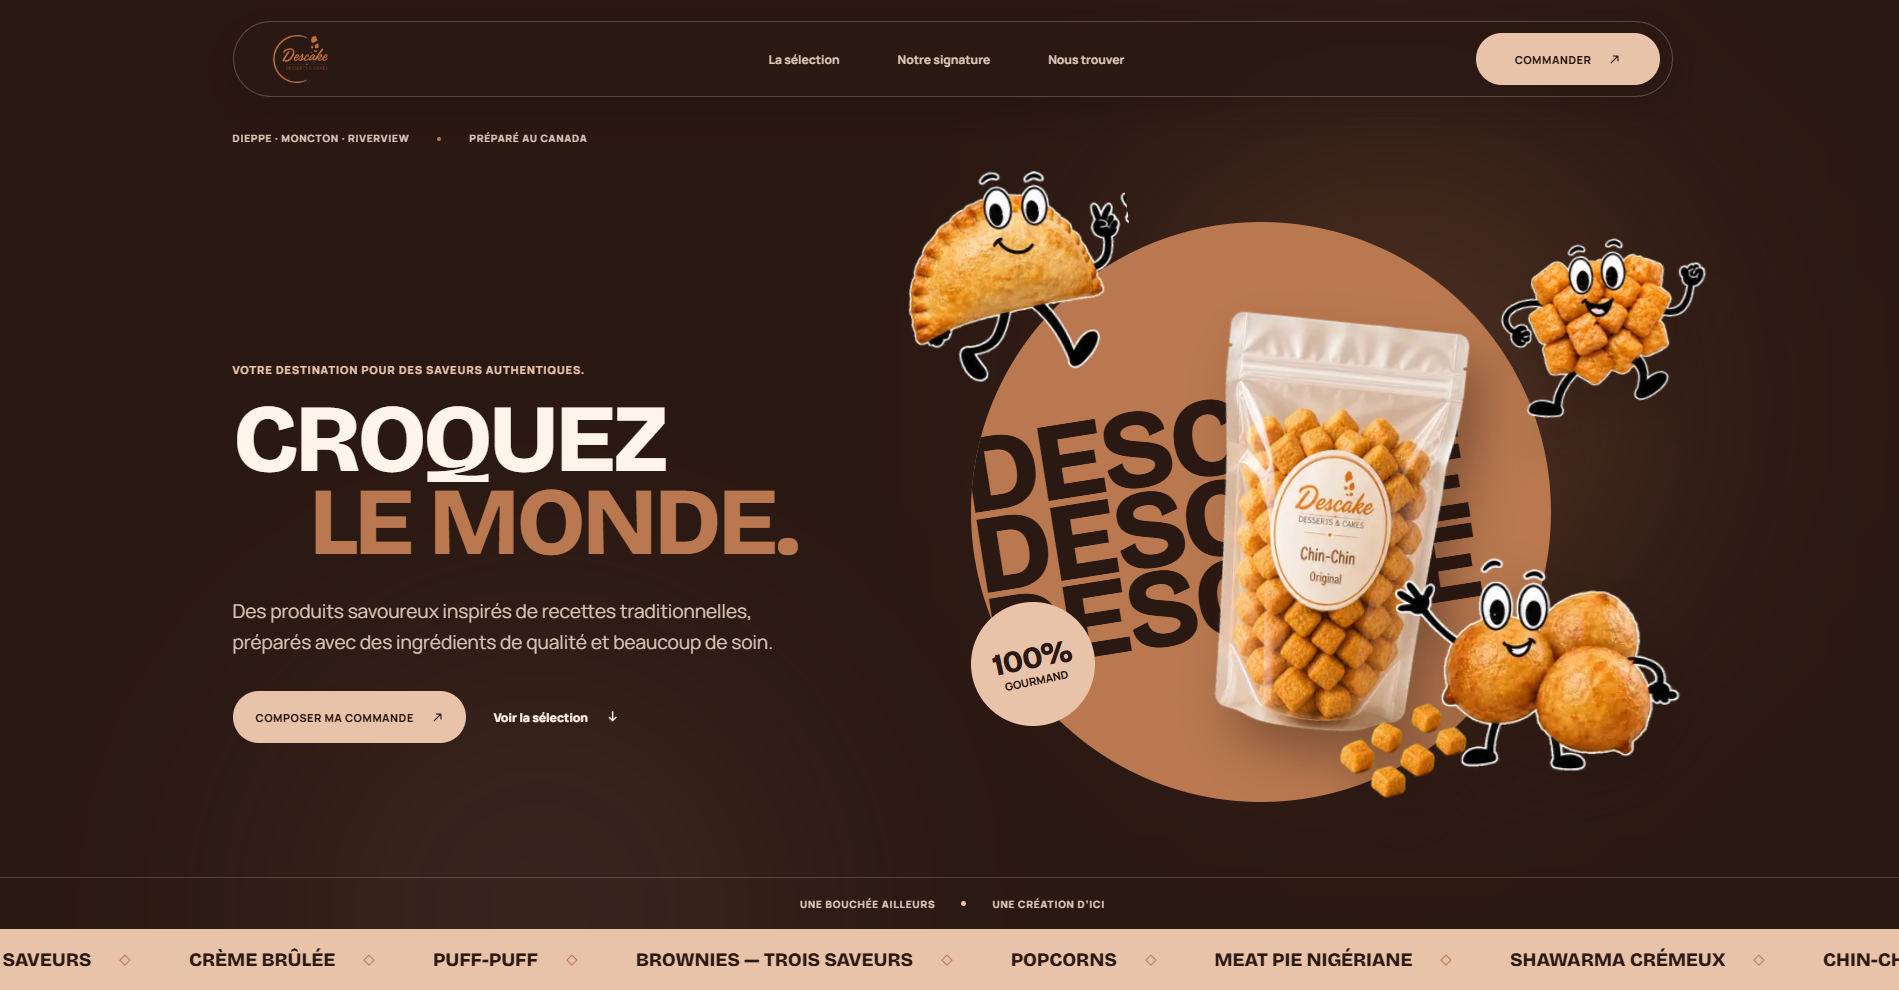 Descake
DESSERTS & CAKES
La sélection
Notre signature
Nous trouver
COMMANDER
DIEPPE · MONCTON · RIVERVIEW
PRÉPARÉ AU CANADA
VOTRE DESTINATION POUR DES SAVEURS AUTHENTIQUES.
CROQUEZ
LE MONDE.
Des produits savoureux inspirés de recettes traditionnelles,
préparés avec des ingrédients de qualité et beaucoup de soin.
COMPOSER MA COMMANDE
Voir la sélection
DESC E
DESC E
DESC E
Descake
DESSERTS & CAKES
Chin-Chin
Original
100%
GOURMAND
UNE BOUCHÉE AILLEURS
UNE CRÉATION D'ICI
SAVEURS ◇ CRÈME BRÛLÉE ◇ PUFF-PUFF ◇ BROWNIES — TROIS SAVEURS ◇ POPCORNS ◇ MEAT PIE NIGÉRIANE ◇ SHAWARMA CRÉMEUX ◇ CHIN-CH